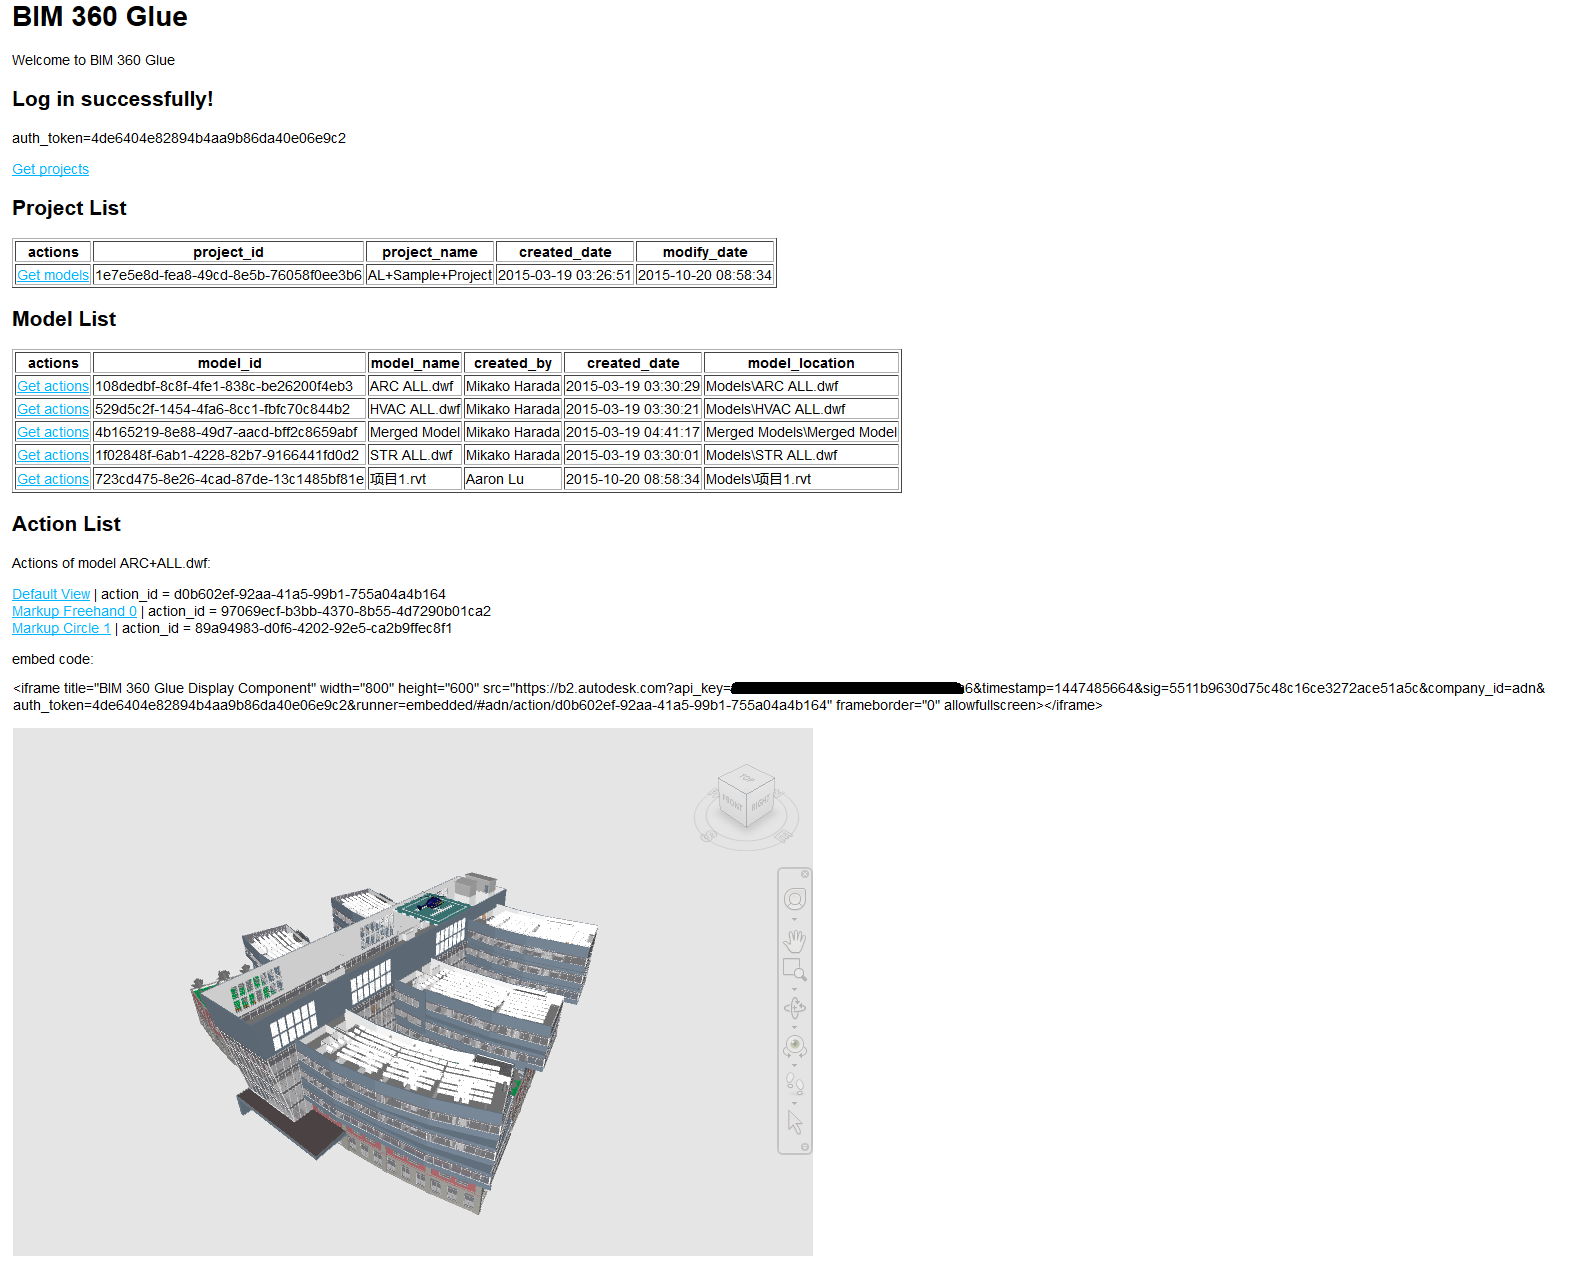 BIM 360 Glue
Welcome to BIM 360 Glue
Log in successfully!
auth_token=4de6404e82894b4aa9b86da40e06e9c2
Get projects
Project List
actions project_id project_name created_date modify_date
Get models 1e7e5e8d-fea8-49cd-8e5b-76058f0ee3b6 AL+Sample+Project 2015-03-19 03:26:51 2015-10-20 08:58:34
Model List
actions model_id model_name created_by created_date model_location
Get actions 108dedbf-8c8f-4fe1-838c-be26200f4eb3 ARC ALL.dwf Mikako Harada 2015-03-19 03:30:29 Models\ARC ALL.dwf
Get actions 529d5c2f-1454-4fa6-8cc1-fbfc70c844b2 HVAC ALL.dwf Mikako Harada 2015-03-19 03:30:21 Models\HVAC ALL.dwf
Get actions 4b165219-8e88-49d7-aacd-bff2c8659abf Merged Model Mikako Harada 2015-03-19 04:41:17 Merged Models\Merged Model
Get actions 1f02848f-6ab1-4228-82b7-9166441fd0d2 STR ALL.dwf Mikako Harada 2015-03-19 03:30:01 Models\STR ALL.dwf
Get actions 723cd475-8e26-4cad-87de-13c1485bf81e 项目1.rvt Aaron Lu 2015-10-20 08:58:34 Models\项目1.rvt
Action List
Actions of model ARC+ALL.dwf:
Default View | action_id = d0b602ef-92aa-41a5-99b1-755a04a4b164
Markup Freehand 0 | action_id = 97069ecf-b3bb-4370-8b55-4d7290b01ca2
Markup Circle 1 | action_id = 89a94983-d0f6-4202-92e5-ca2b9ffec8f1
embed code:
<iframe title="BIM 360 Glue Display Component" width="800" height="600" src="https://b2.autodesk.com?api_key= 6&timestamp=1447485664&sig=5511b9630d75c48c16ce3272ace51a5c&company_id=adn&
auth_token=4de6404e82894b4aa9b86da40e06e9c2&runner=embedded/#adn/action/d0b602ef-92aa-41a5-99b1-755a04a4b164" frameborder="0" allowfullscreen></iframe>
TOP
FRONT RIGHT